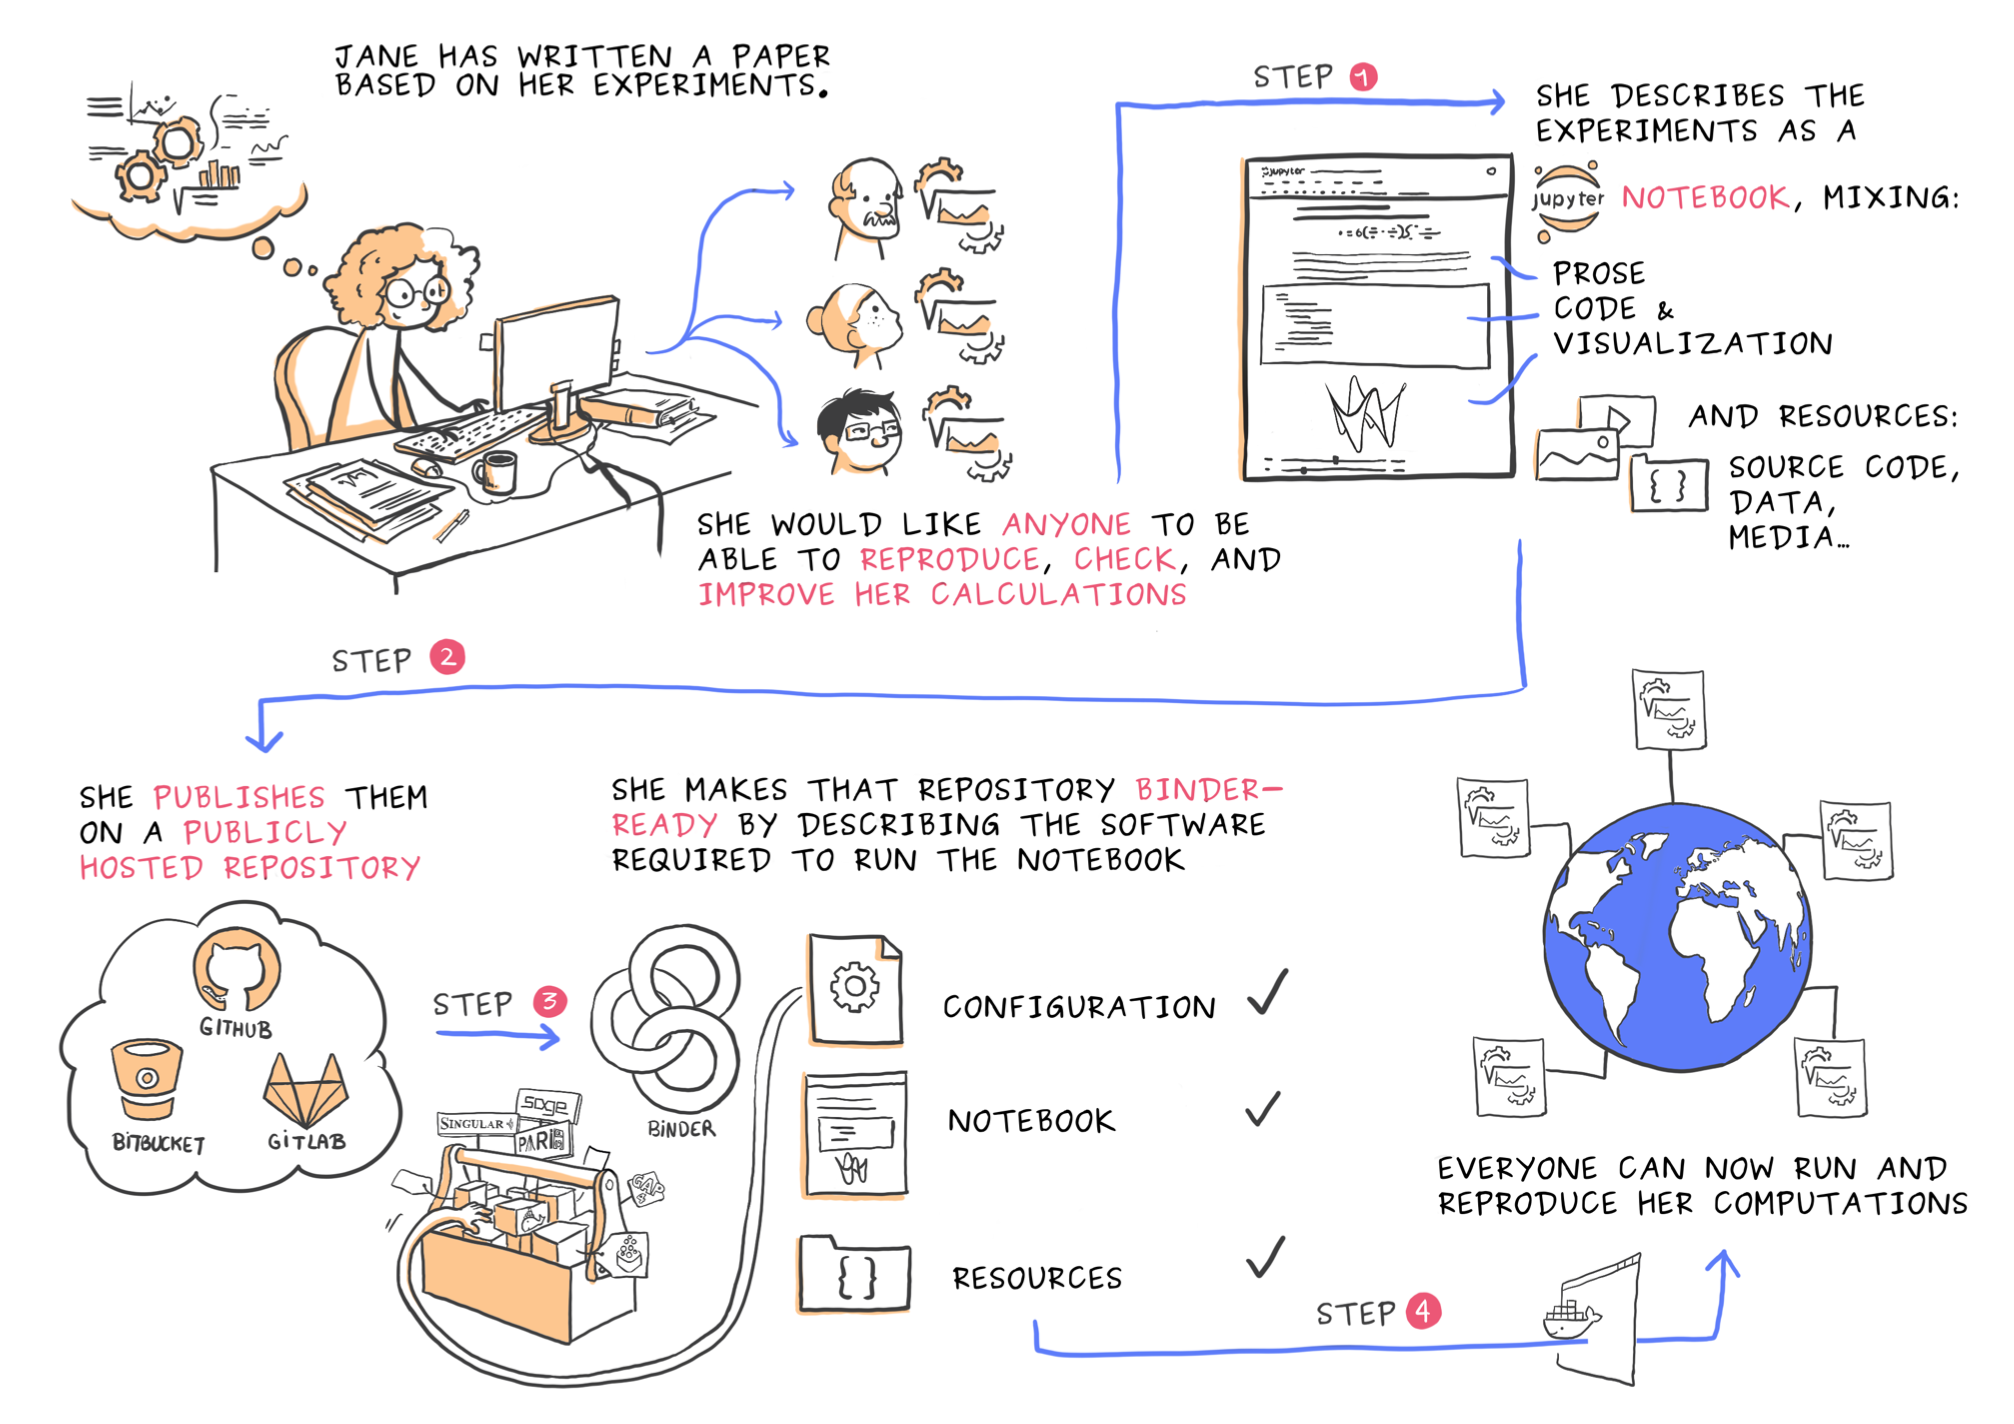 JANE HAS WRITTEN A PAPER
BASED ON HER EXPERIMENTS.
SHE WOULD LIKE ANYONE TO BE
ABLE TO REPRODUCE, CHECK, AND
IMPROVE HER CALCULATIONS
STEP 1
SHE DESCRIBES THE
EXPERIMENTS AS A
jupyter NOTEBOOK, MIXING:
jupyter
PROSE
CODE &
VISUALIZATION
AND RESOURCES:
SOURCE CODE,
DATA,
MEDIA...
{ }
STEP 2
SHE PUBLISHES THEM
ON A PUBLICLY
HOSTED REPOSITORY
GITHUB
BITBUCKET
GITLAB
STEP 3
SHE MAKES THAT REPOSITORY BINDER-
READY BY DESCRIBING THE SOFTWARE
REQUIRED TO RUN THE NOTEBOOK
BINDER
sage
SINGULAR
PARI
GAP
CONFIGURATION ✓
NOTEBOOK ✓
{ }
RESOURCES ✓
STEP 4
EVERYONE CAN NOW RUN AND
REPRODUCE HER COMPUTATIONS